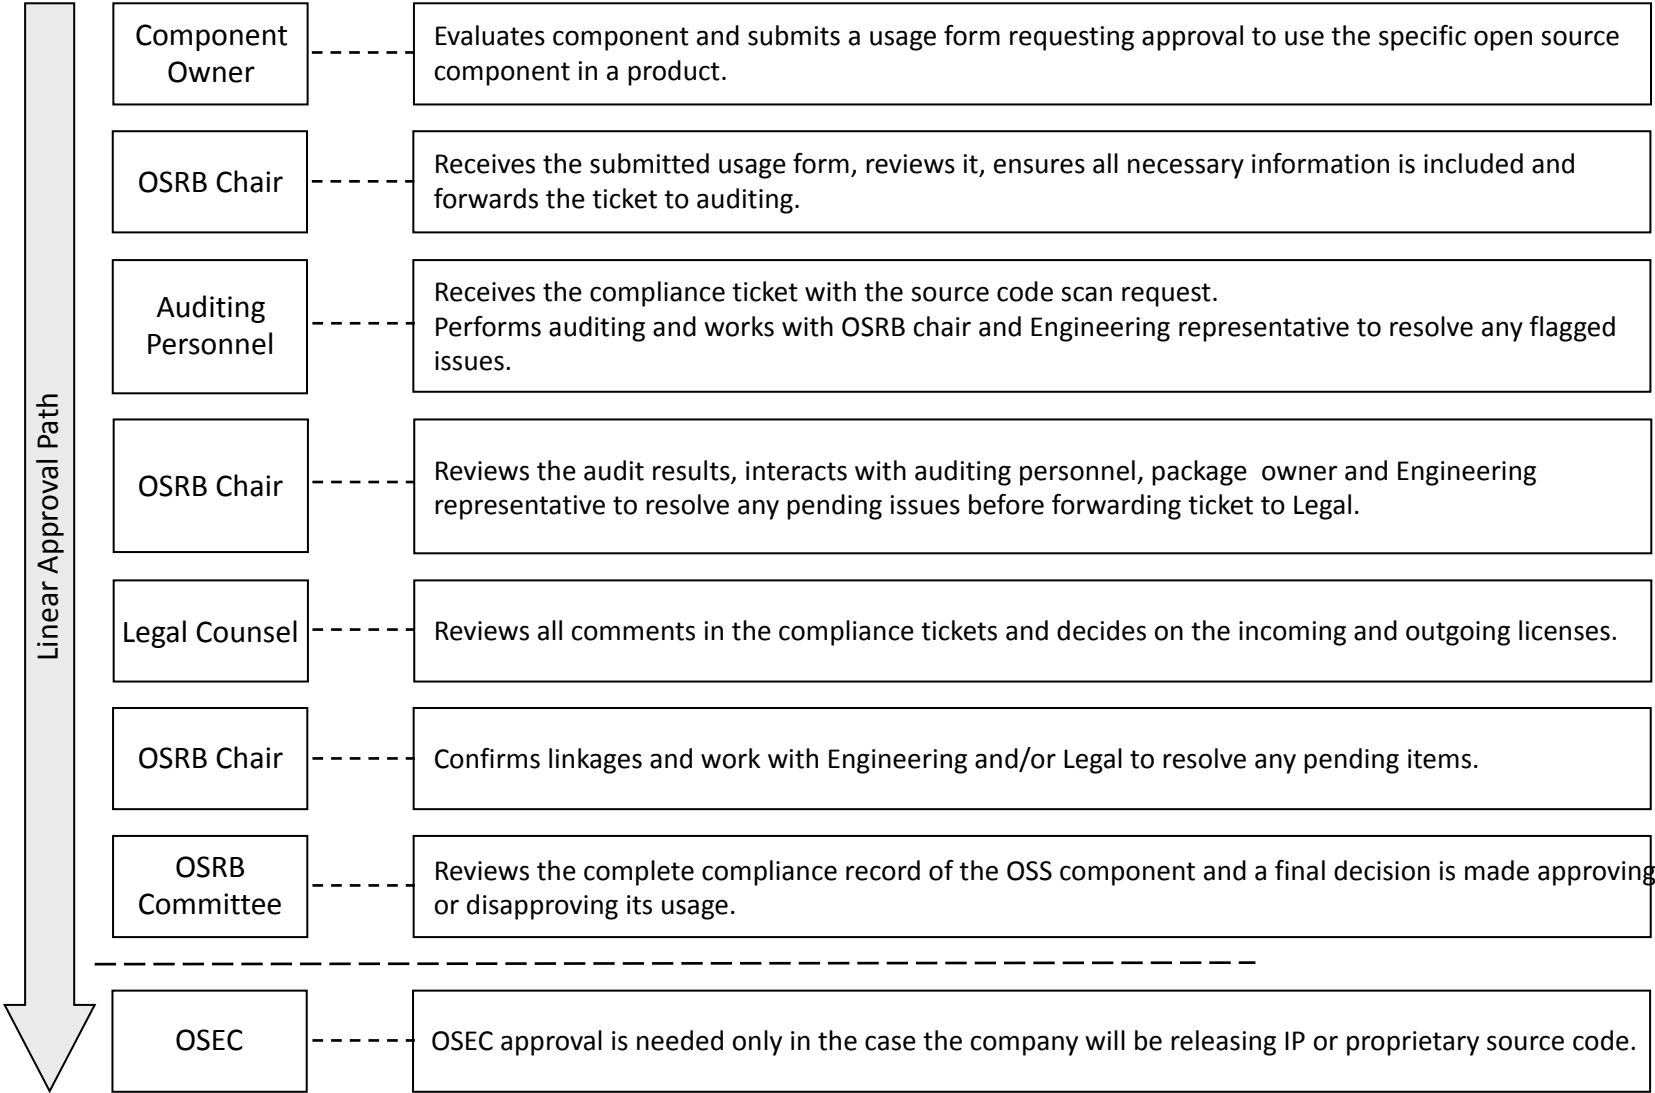 Linear Approval Path
Component
Owner
Evaluates component and submits a usage form requesting approval to use the specific open source
component in a product.
OSRB Chair
Receives the submitted usage form, reviews it, ensures all necessary information is included and
forwards the ticket to auditing.
Auditing
Personnel
Receives the compliance ticket with the source code scan request.
Performs auditing and works with OSRB chair and Engineering representative to resolve any flagged
issues.
OSRB Chair
Reviews the audit results, interacts with auditing personnel, package  owner and Engineering
representative to resolve any pending issues before forwarding ticket to Legal.
Legal Counsel
Reviews all comments in the compliance tickets and decides on the incoming and outgoing licenses.
OSRB Chair
Confirms linkages and work with Engineering and/or Legal to resolve any pending items.
OSRB
Committee
Reviews the complete compliance record of the OSS component and a final decision is made approving
or disapproving its usage.
OSEC
OSEC approval is needed only in the case the company will be releasing IP or proprietary source code.